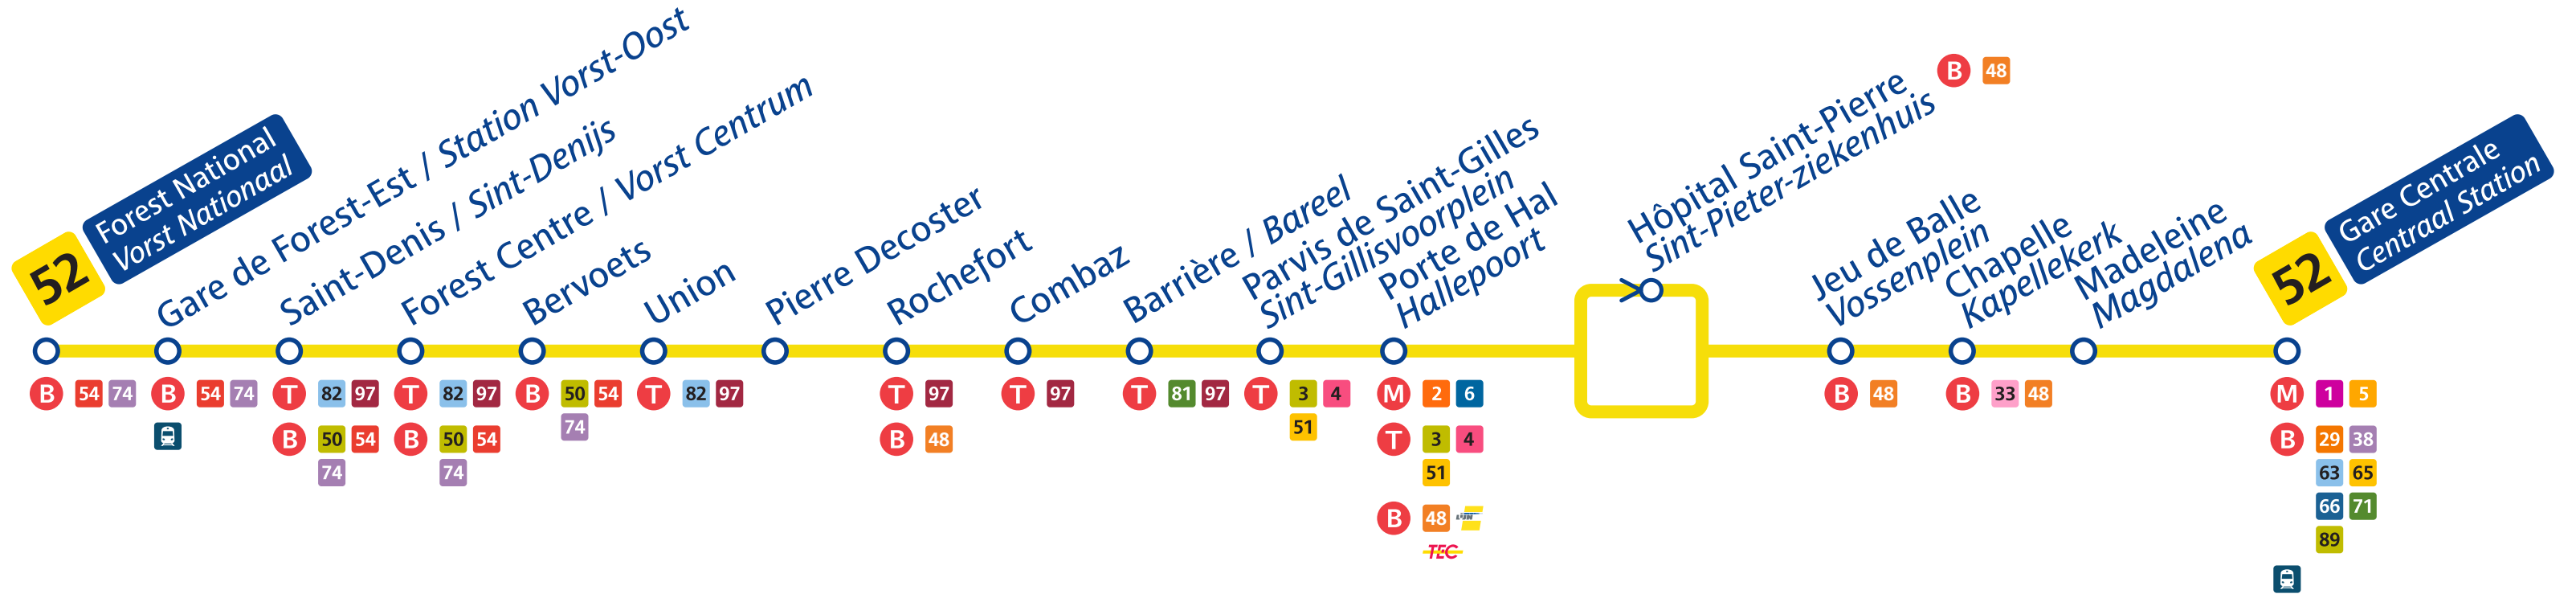 52
Forest National
Vorst Nationaal
Gare de Forest-Est / Station Vorst-Oost
Saint-Denis / Sint-Denijs
Forest Centre / Vorst Centrum
Bervoets
Union
Pierre Decoster
Rochefort
Combaz
Barrière / Bareel
Parvis de Saint-Gilles
Sint-Gillisvoorplein
Porte de Hal
Hallepoort
Hôpital Saint-Pierre
Sint-Pieter-ziekenhuis
B 48
Jeu de Balle
Vossenplein
Chapelle
Kapellekerk
Madeleine
Magdalena
52
Gare Centrale
Centraal Station
B 54 74
B 54 74
T 82 97
B 50 54
74
T 82 97
B 50 54
74
B 50 54
74
T 82 97
T 97
B 48
T 97
T 81 97
T 3 4
51
M 2 6
T 3 4
51
B 48
TEC
B 48
B 33 48
M 1 5
B 29 38
63 65
66 71
89